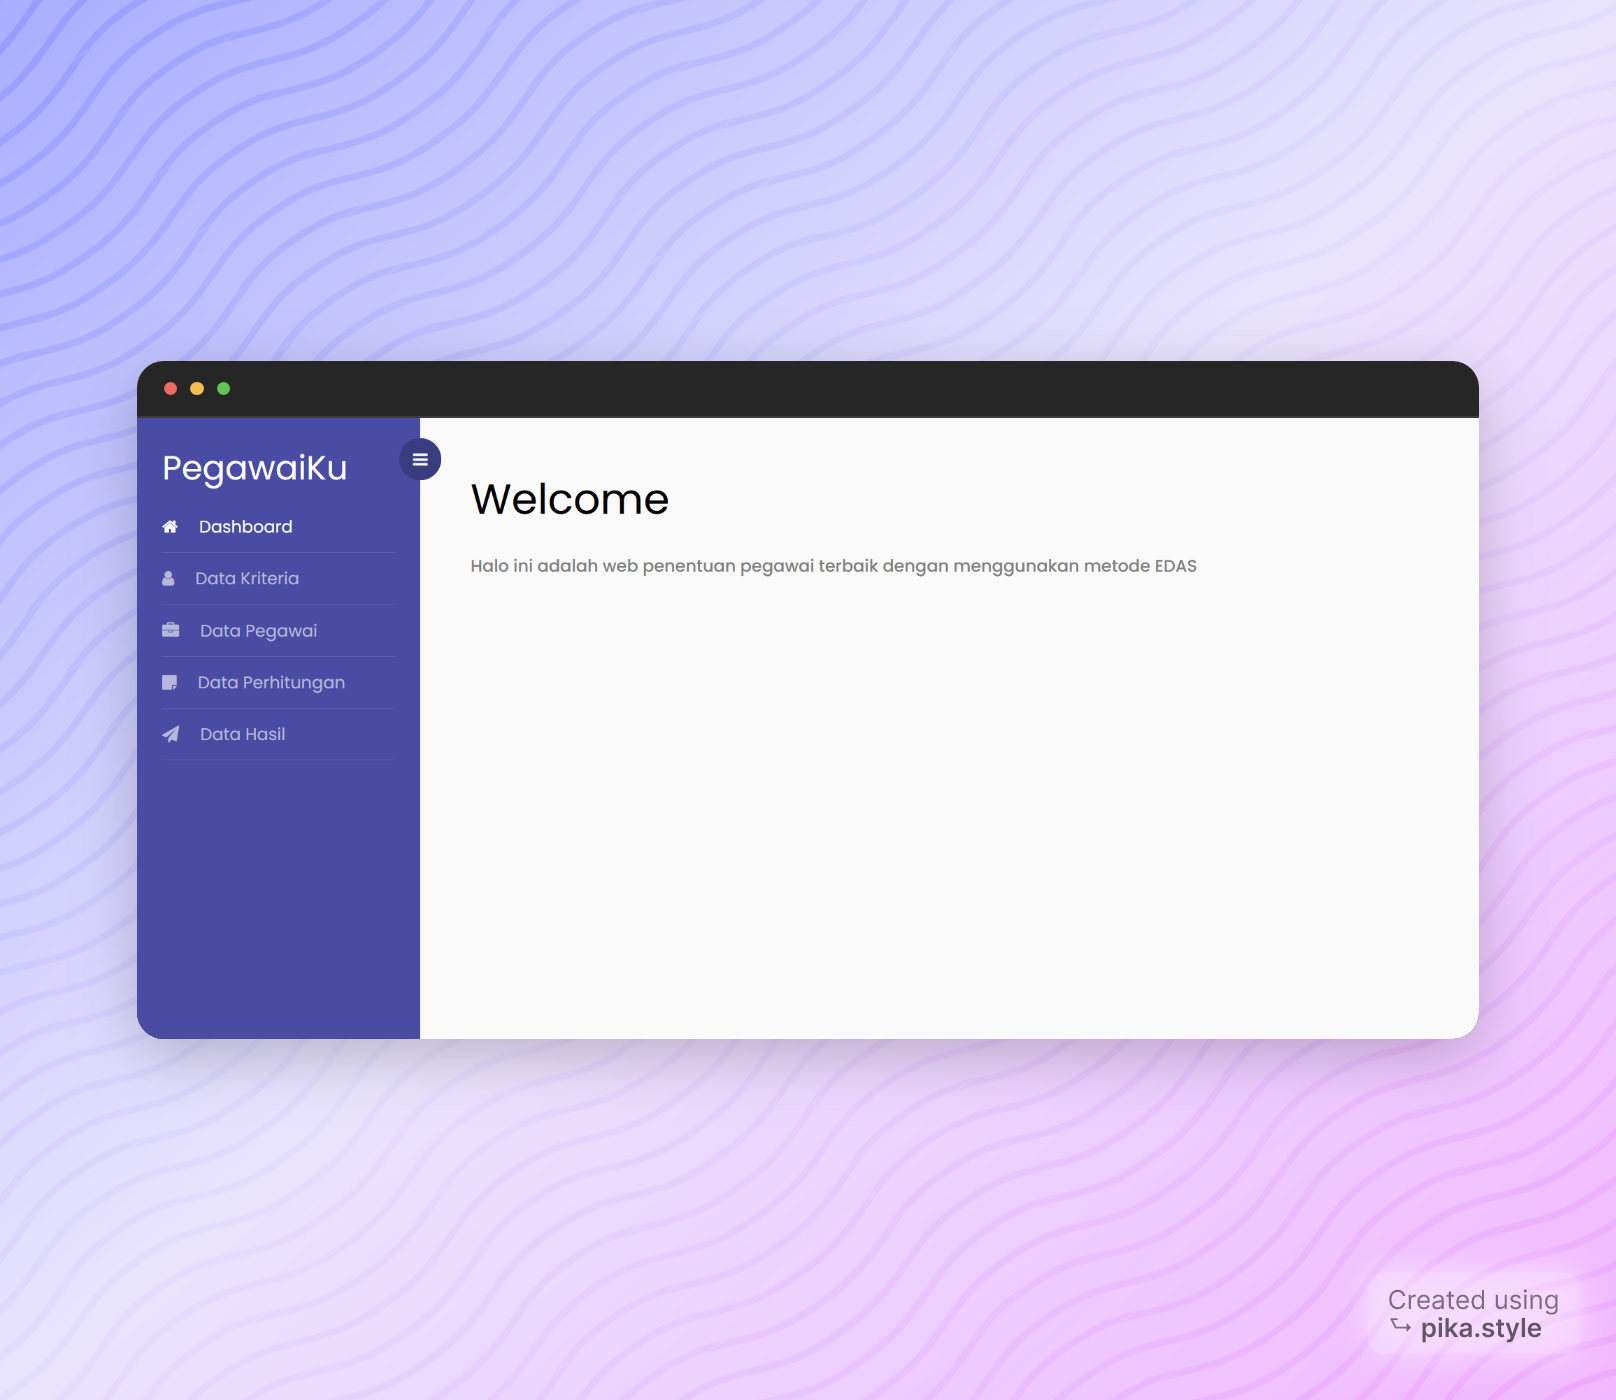 PegawaiKu
Dashboard
Data Kriteria
Data Pegawai
Data Perhitungan
Data Hasil
Welcome
Halo ini adalah web penentuan pegawai terbaik dengan menggunakan metode EDAS
Created using
pika.style